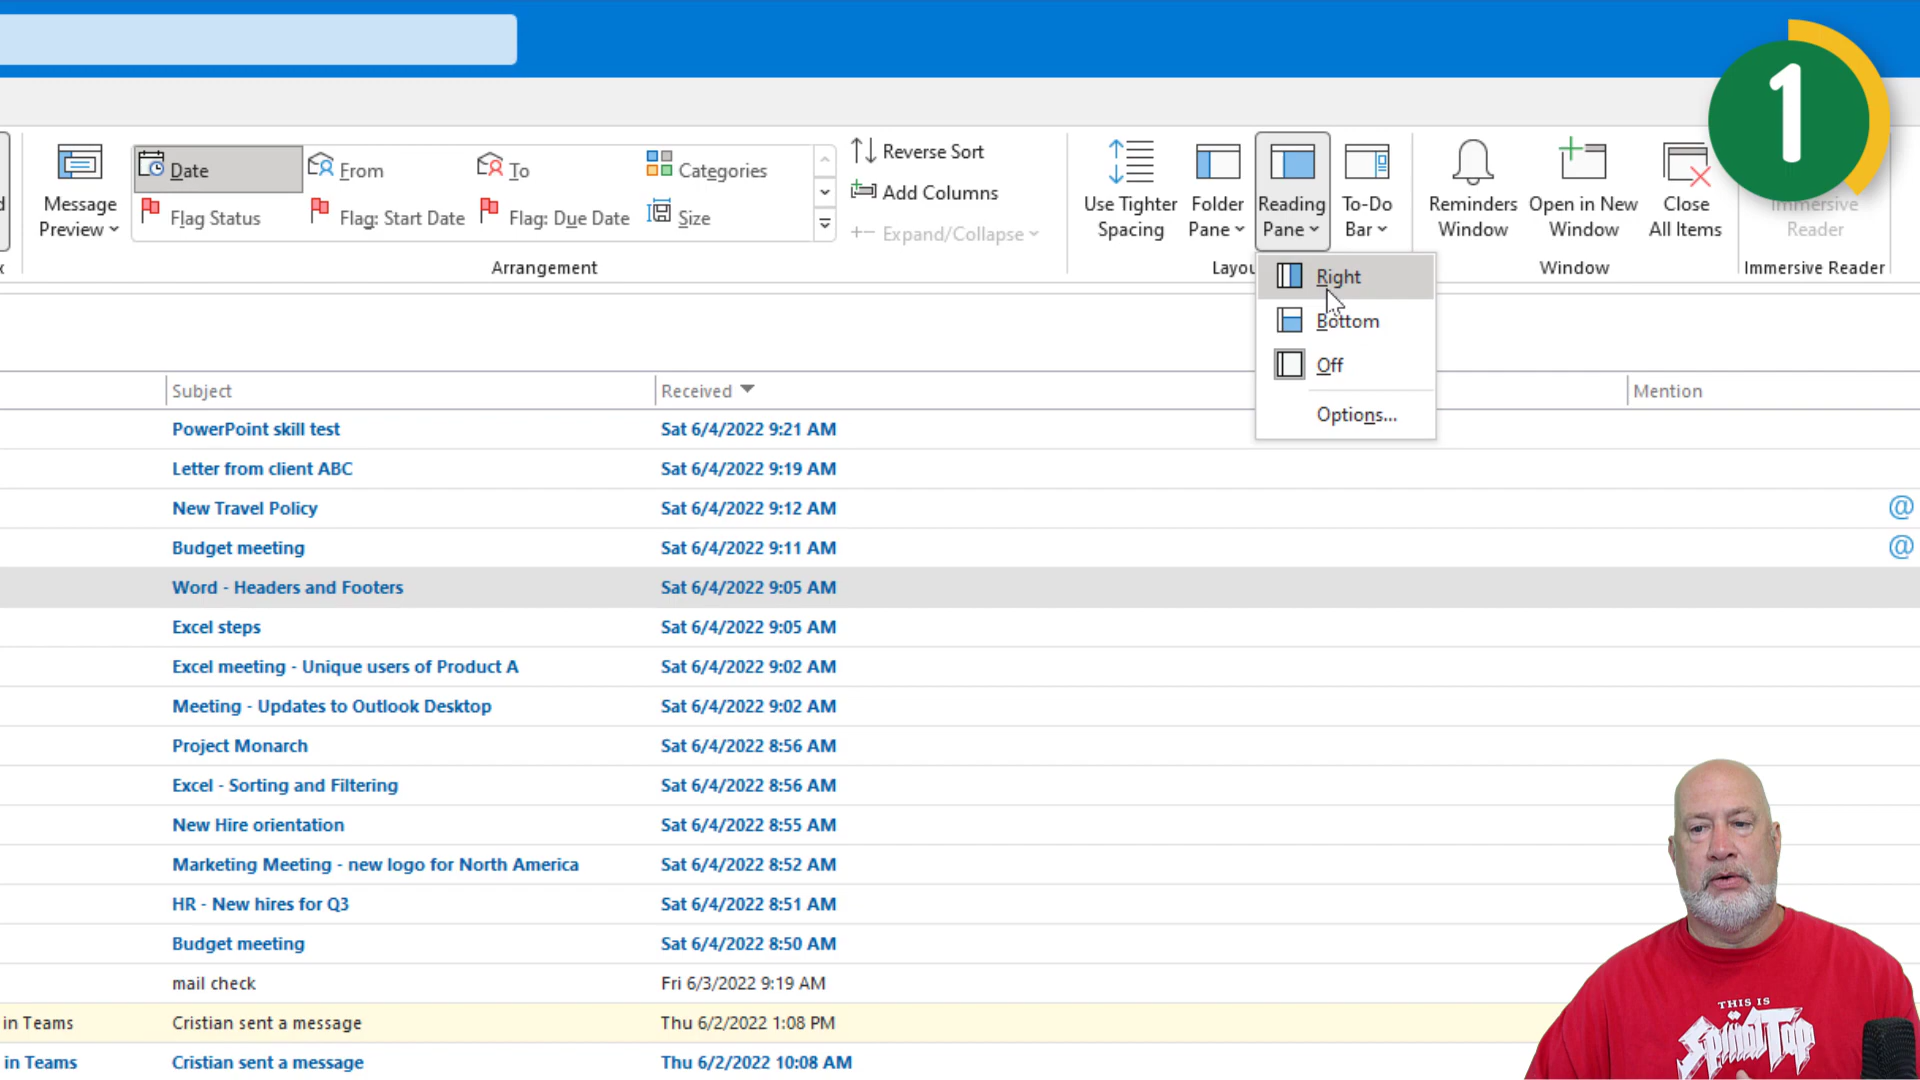 1
Date
From
To
Categories
Flag Status
Flag: Start Date
Flag: Due Date
Size
Message
Preview
Reverse Sort
Add Columns
Expand/Collapse
Use Tighter
Spacing
Folder
Pane
Reading
Pane
To-Do
Bar
Reminders
Window
Open in New
Window
Close
All Items
Immersive
Reader
Arrangement
Layou
Window
Immersive Reader
Right
Bottom
Off
Options...
Subject Received Mention
PowerPoint skill test Sat 6/4/2022 9:21 AM
Letter from client ABC Sat 6/4/2022 9:19 AM
New Travel Policy Sat 6/4/2022 9:12 AM @
Budget meeting Sat 6/4/2022 9:11 AM @
Word - Headers and Footers Sat 6/4/2022 9:05 AM
Excel steps Sat 6/4/2022 9:05 AM
Excel meeting - Unique users of Product A Sat 6/4/2022 9:02 AM
Meeting - Updates to Outlook Desktop Sat 6/4/2022 9:02 AM
Project Monarch Sat 6/4/2022 8:56 AM
Excel - Sorting and Filtering Sat 6/4/2022 8:56 AM
New Hire orientation Sat 6/4/2022 8:55 AM
Marketing Meeting - new logo for North America Sat 6/4/2022 8:52 AM
HR - New hires for Q3 Sat 6/4/2022 8:51 AM
Budget meeting Sat 6/4/2022 8:50 AM
mail check Fri 6/3/2022 9:19 AM
in Teams Cristian sent a message Thu 6/2/2022 1:08 PM
in Teams Cristian sent a message Thu 6/2/2022 10:08 AM
THIS IS
Spın̈al Tap